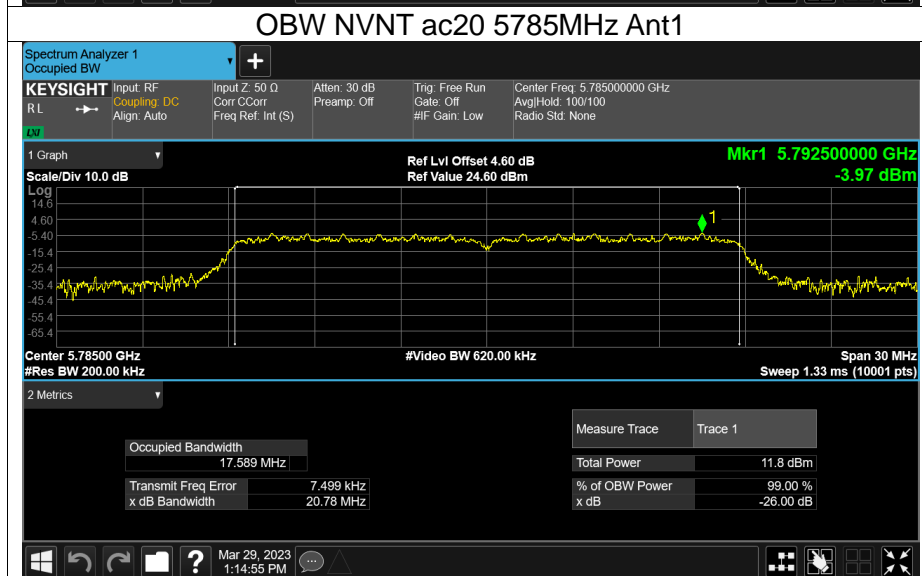 OBW NVNT ac20 5785MHz Ant1
Spectrum Analyzer 1
Occupied BW
▼
+
KEYSIGHT Input: RF Input Z: 50 Ω Atten: 30 dB Trig: Free Run Center Freq: 5.785000000 GHz
R L Coupling: DC Corr CCorr Preamp: Off Gate: Off Avg|Hold: 100/100
Align: Auto Freq Ref: Int (S) #IF Gain: Low Radio Std: None
LXI
1 Graph ▼ Ref Lvl Offset 4.60 dB Mkr1 5.792500000 GHz
Scale/Div 10.0 dB Ref Value 24.60 dBm -3.97 dBm
Log
14.6
4.60
-5.40
-15.4
-25.4
-35.4
-45.4
-55.4
-65.4
1
Center 5.78500 GHz #Video BW 620.00 kHz Span 30 MHz
#Res BW 200.00 kHz Sweep 1.33 ms (10001 pts)
2 Metrics ▼
Measure Trace Trace 1
Occupied Bandwidth
17.589 MHz Total Power 11.8 dBm
Transmit Freq Error 7.499 kHz % of OBW Power 99.00 %
x dB Bandwidth 20.78 MHz x dB -26.00 dB
? Mar 29, 2023
1:14:55 PM